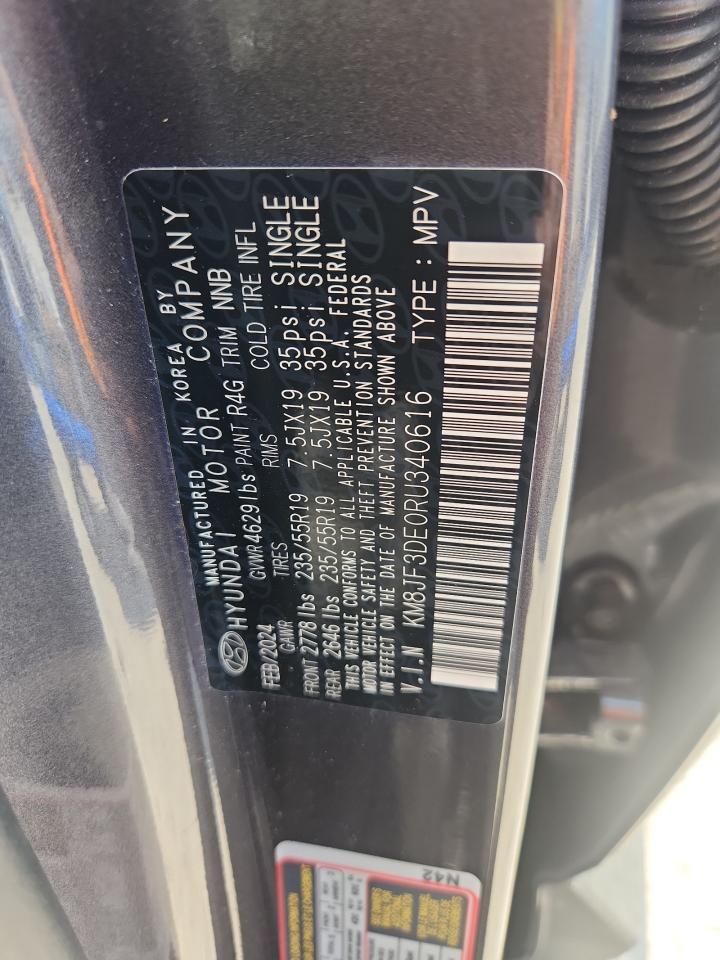 MANUFACTURED IN KOREA BY
HYUNDAI MOTOR COMPANY
FEB/2024 GVWR 4629 lbs PAINT R4G TRIM NNB
GAWR TIRES RIMS COLD TIRE INFL
FRONT 2778 lbs 235/55R19 7.5JX19 35psi SINGLE
REAR 2646 lbs 235/55R19 7.5JX19 35psi SINGLE
THIS VEHICLE CONFORMS TO ALL APPLICABLE U.S.A. FEDERAL
MOTOR VEHICLE SAFETY AND THEFT PREVENTION STANDARDS
IN EFFECT ON THE DATE OF MANUFACTURE SHOWN ABOVE
V.I.N KM8JF3DE0RU340616 TYPE : MPV
N42